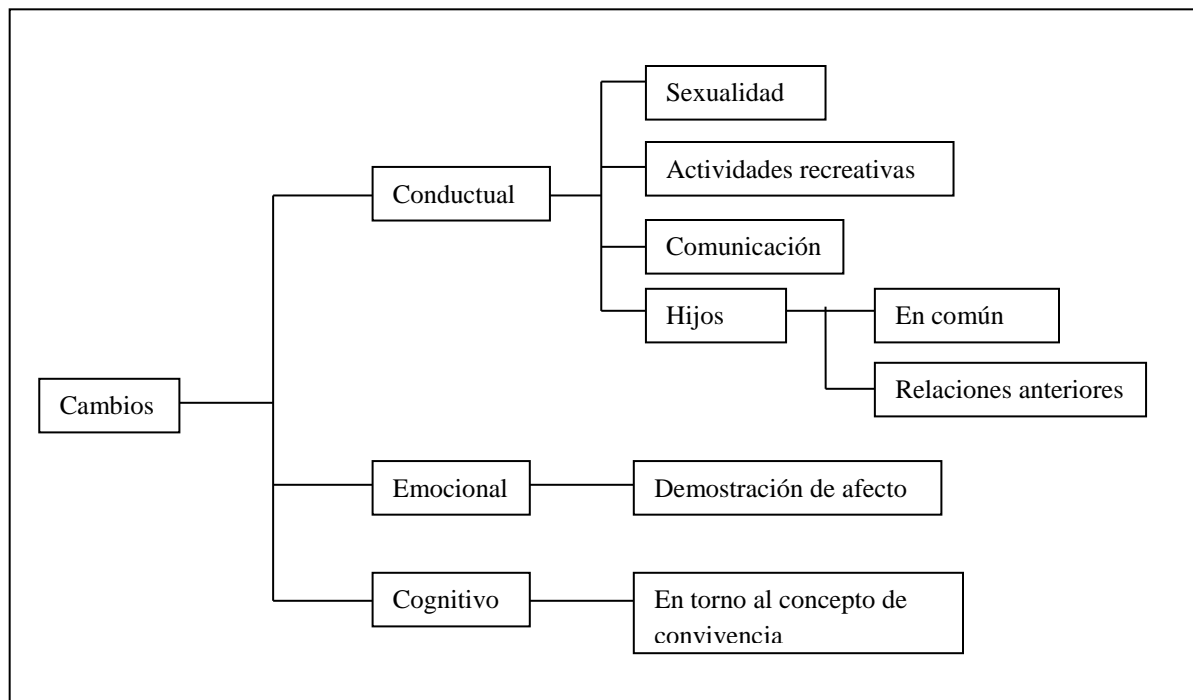 Sexualidad
Actividades recreativas
Conductual
Comunicación
Hijos
En común
Relaciones anteriores
Cambios
Emocional
Demostración de afecto
Cognitivo
En torno al concepto de
convivencia